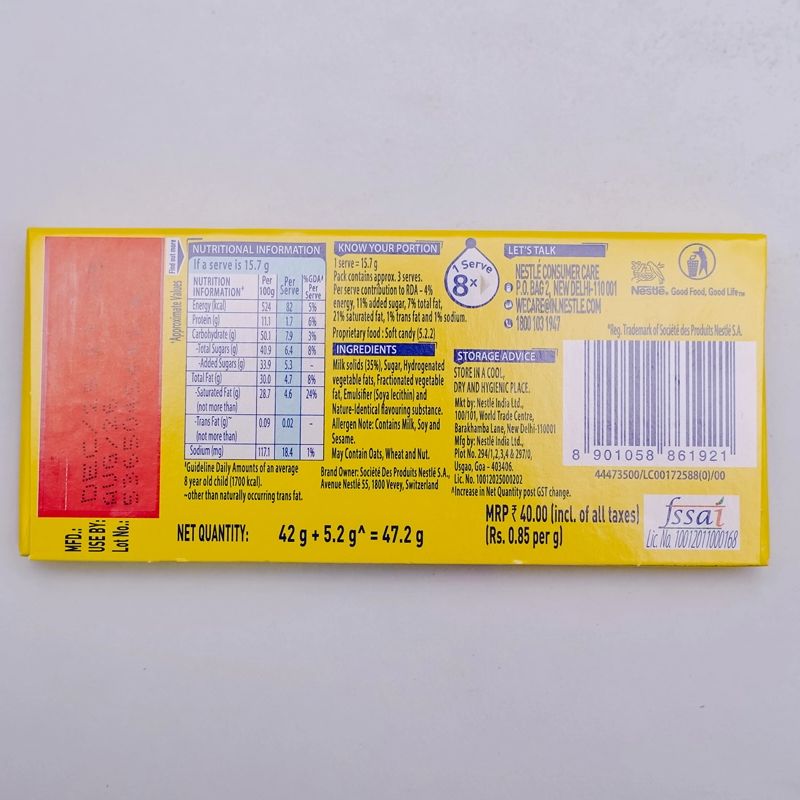 MFD.:
USE BY:
Lot No.:
*Approximate Values
Find out more
NUTRITIONAL INFORMATION
If a serve is 15.7 g
NUTRITION INFORMATION* Per 100g Per Serve %GDA# Per Serve
Energy (kcal) 524 82 5%
Protein (g) 11.1 1.7 6%
Carbohydrate (g) 50.1 7.9 3%
-Total Sugars (g) 40.9 6.4 8%
-Added Sugars (g) 33.9 5.3 -
Total Fat (g) 30.0 4.7 8%
-Saturated Fat (g) 28.7 4.6 24%
(not more than)
-Trans Fat (g)~ 0.09 0.02 -
(not more than)
Sodium (mg) 117.1 18.4 1%
#Guideline Daily Amounts of an average
8 year old child (1700 kcal).
~other than naturally occurring trans fat.
KNOW YOUR PORTION
1 serve = 15.7 g
Pack contains approx. 3 serves.
Per serve contribution to RDA - 4%
energy, 11% added sugar, 7% total fat,
21% saturated fat, 1% trans fat and 1% sodium.
Proprietary food : Soft candy (5.2.2)
1 Serve
8×
INGREDIENTS
Milk solids (35%), Sugar, Hydrogenated
vegetable fats, Fractionated vegetable
fat, Emulsifier (Soya lecithin) and
Nature-identical flavouring substance.
Allergen Note: Contains Milk, Soy and
Sesame.
May Contain Oats, Wheat and Nut.
Brand Owner: Société Des Produits Nestlé S.A.,
Avenue Nestlé 55, 1800 Vevey, Switzerland
LET'S TALK
NESTLÉ CONSUMER CARE
P.O. BAG 2, NEW DELHI-110 001
WECARE@IN.NESTLE.COM
1800 103 1947
Nestlé® Good Food, Good Life™
*Reg. Trademark of Société des Produits Nestlé S.A.
STORAGE ADVICE
STORE IN A COOL,
DRY AND HYGIENIC PLACE.
Mkt by: Nestlé India Ltd.,
100/101, World Trade Centre,
Barakhamba Lane, New Delhi-110001
Mfg by: Nestlé India Ltd.,
Plot No. 294/1,2,3,4 & 297/0,
Usgao, Goa - 403406.
Lic. No. 10012025000202
^Increase in Net Quantity post GST change.
8 901058 861921
44473500/LC00172588(0)/00
NET QUANTITY: 42 g + 5.2 g^ = 47.2 g
MRP ₹ 40.00 (incl. of all taxes)
(Rs. 0.85 per g)
fssai
Lic. No. 10012011000168